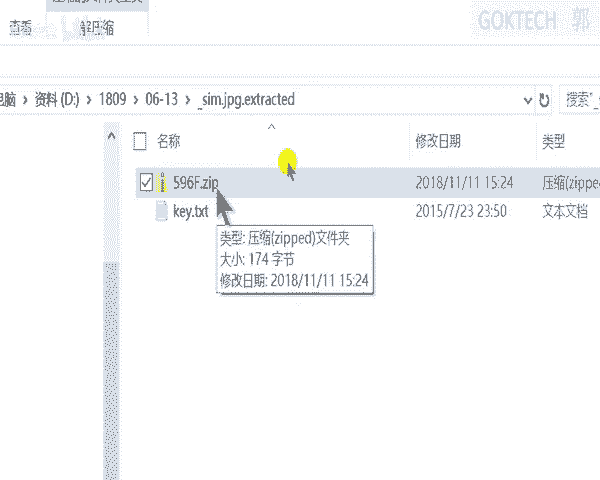 GOKTECH 郭
查看 解压缩
电脑 > 资料 (D:) > 1809 > 06-13 > _sim.jpg.extracted 搜索"_s
名称 修改日期 类型
596F.zip 2018/11/11 15:24 压缩(zippe
key.txt 2015/7/23 23:50 文本文档
类型: 压缩(zipped)文件夹
大小: 174 字节
修改日期: 2018/11/11 15:24